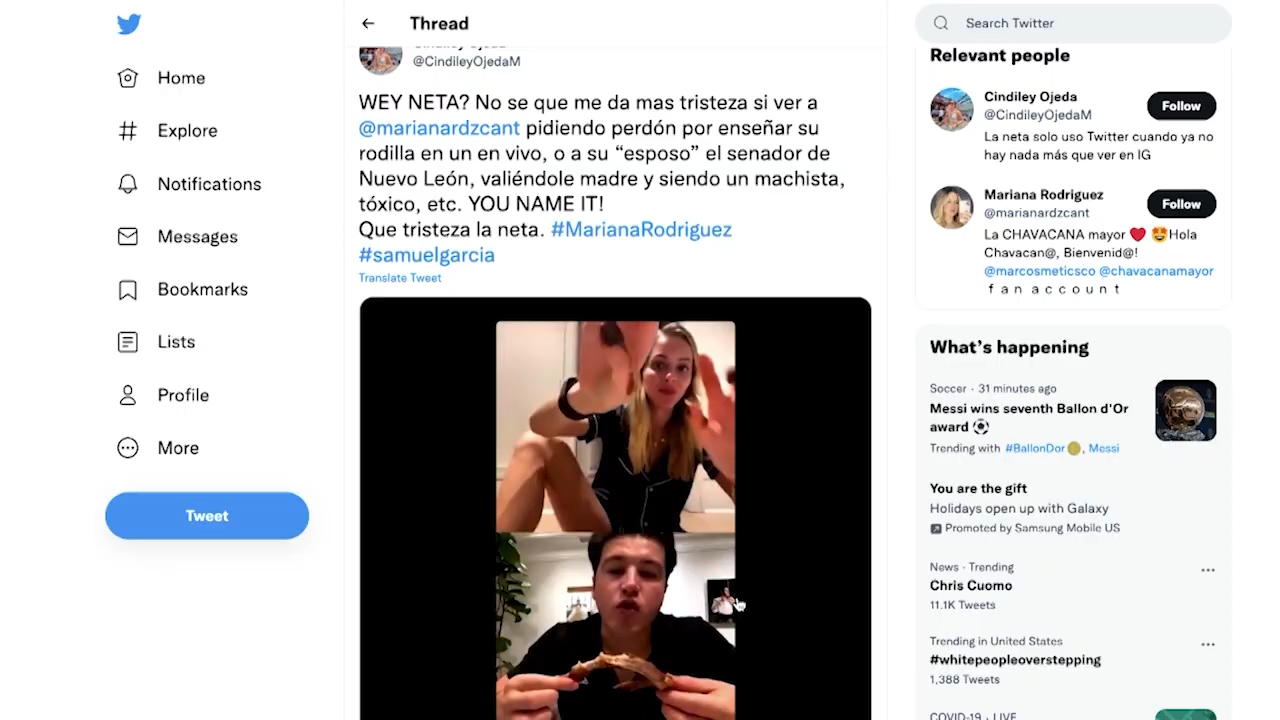 Home
Explore
Notifications
Messages
Bookmarks
Lists
Profile
More
Tweet
Thread
Cindiley Ojeda
@CindileyOjedaM
WEY NETA? No se que me da mas tristeza si ver a
@marianardzcant pidiendo perdón por enseñar su
rodilla en un en vivo, o a su “esposo” el senador de
Nuevo León, valiéndole madre y siendo un machista,
tóxico, etc. YOU NAME IT!
Que tristeza la neta. #MarianaRodriguez
#samuelgarcia
Translate Tweet
Search Twitter
Relevant people
Cindiley Ojeda
@CindileyOjedaM
Follow
La neta solo uso Twitter cuando ya no
hay nada más que ver en IG
Mariana Rodriguez
@marianardzcant
Follow
La CHAVACANA mayor ❤️ 🤩Hola
Chavacan@, Bienvenid@!
@marcosmeticsco @chavacanamayor
f a n a c c o u n t
What’s happening
Soccer · 31 minutes ago
Messi wins seventh Ballon d'Or
award ⚽
Trending with #BallonDor, Messi
You are the gift
Holidays open up with Galaxy
Promoted by Samsung Mobile US
News · Trending
Chris Cuomo
11.1K Tweets
Trending in United States
#whitepeopleoverstepping
1,388 Tweets
COVID-19 · LIVE